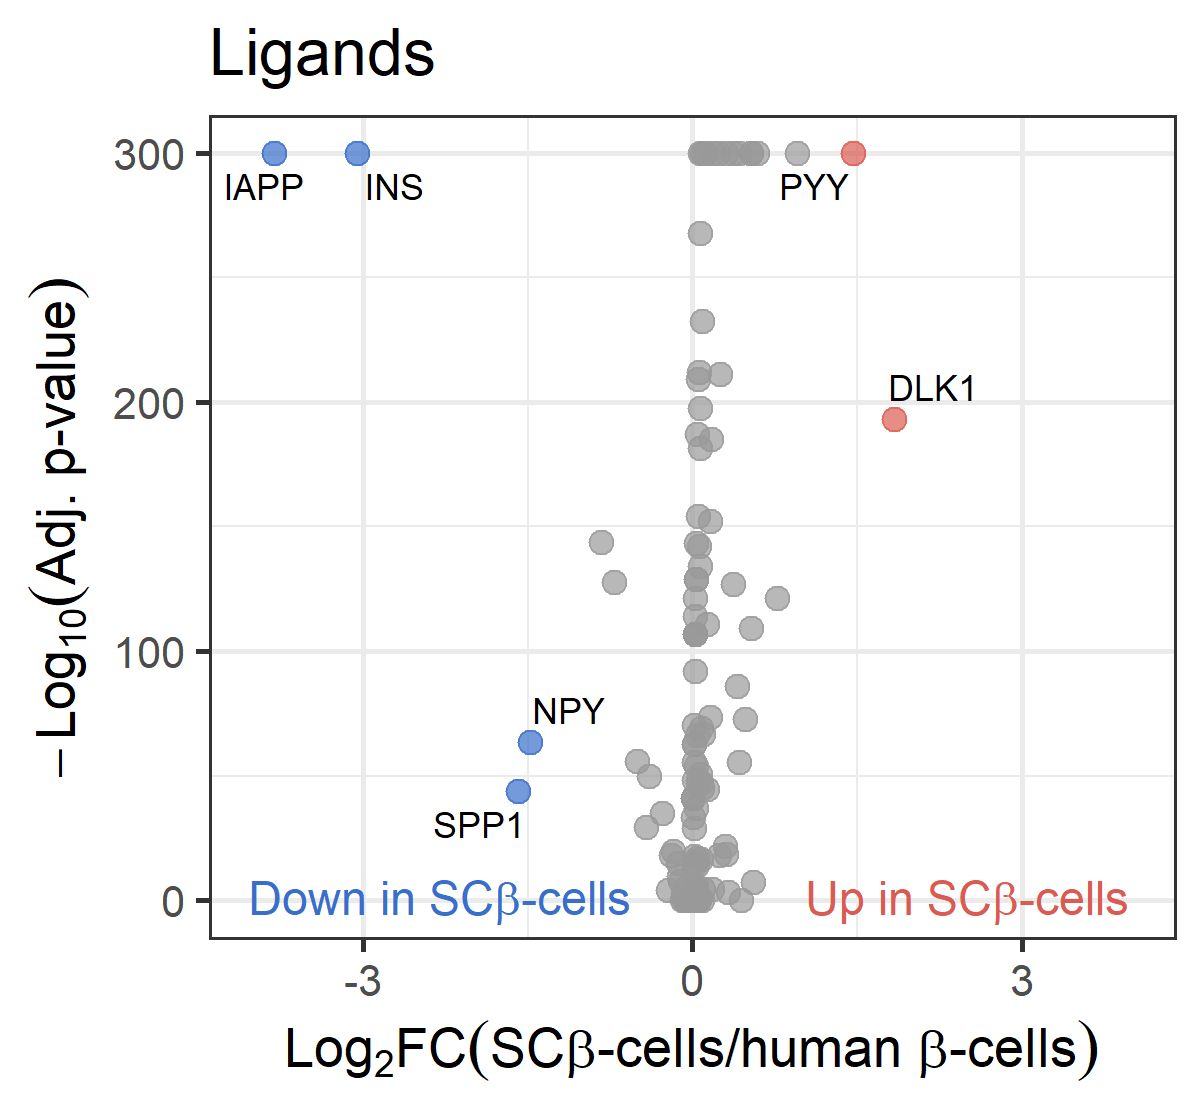 Ligands
300
IAPP
INS
PYY
200
DLK1
100
NPY
SPP1
0
Down in SCβ-cells
Up in SCβ-cells
-3
0
3
−Log₁₀(Adj. p-value)
Log₂FC(SCβ-cells/human β-cells)